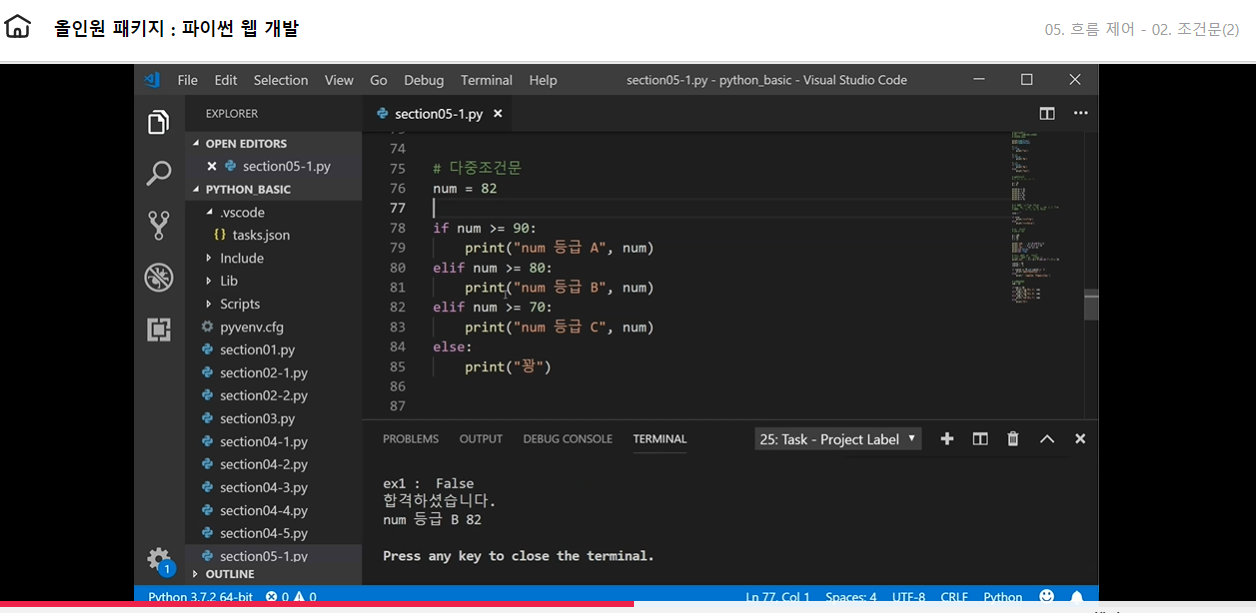 올인원 패키지 : 파이썬 웹 개발
05. 흐름 제어 - 02. 조건문(2)
File Edit Selection View Go Debug Terminal Help
section05-1.py - python_basic - Visual Studio Code
EXPLORER
OPEN EDITORS
section05-1.py
PYTHON_BASIC
.vscode
{} tasks.json
Include
Lib
Scripts
pyvenv.cfg
section01.py
section02-1.py
section02-2.py
section03.py
section04-1.py
section04-2.py
section04-3.py
section04-4.py
section04-5.py
section05-1.py
OUTLINE
1
section05-1.py
74
75 # 다중조건문
76 num = 82
77
78 if num >= 90:
79 print("num 등급 A", num)
80 elif num >= 80:
81 print("num 등급 B", num)
82 elif num >= 70:
83 print("num 등급 C", num)
84 else:
85 print("꽝")
86
87
PROBLEMS OUTPUT DEBUG CONSOLE TERMINAL
25: Task - Project Label
ex1 : False
합격하셨습니다.
num 등급 B 82
Press any key to close the terminal.
Python 3.7.2 64-bit 0 0 Ln 77, Col 1 Spaces: 4 UTF-8 CRLF Python